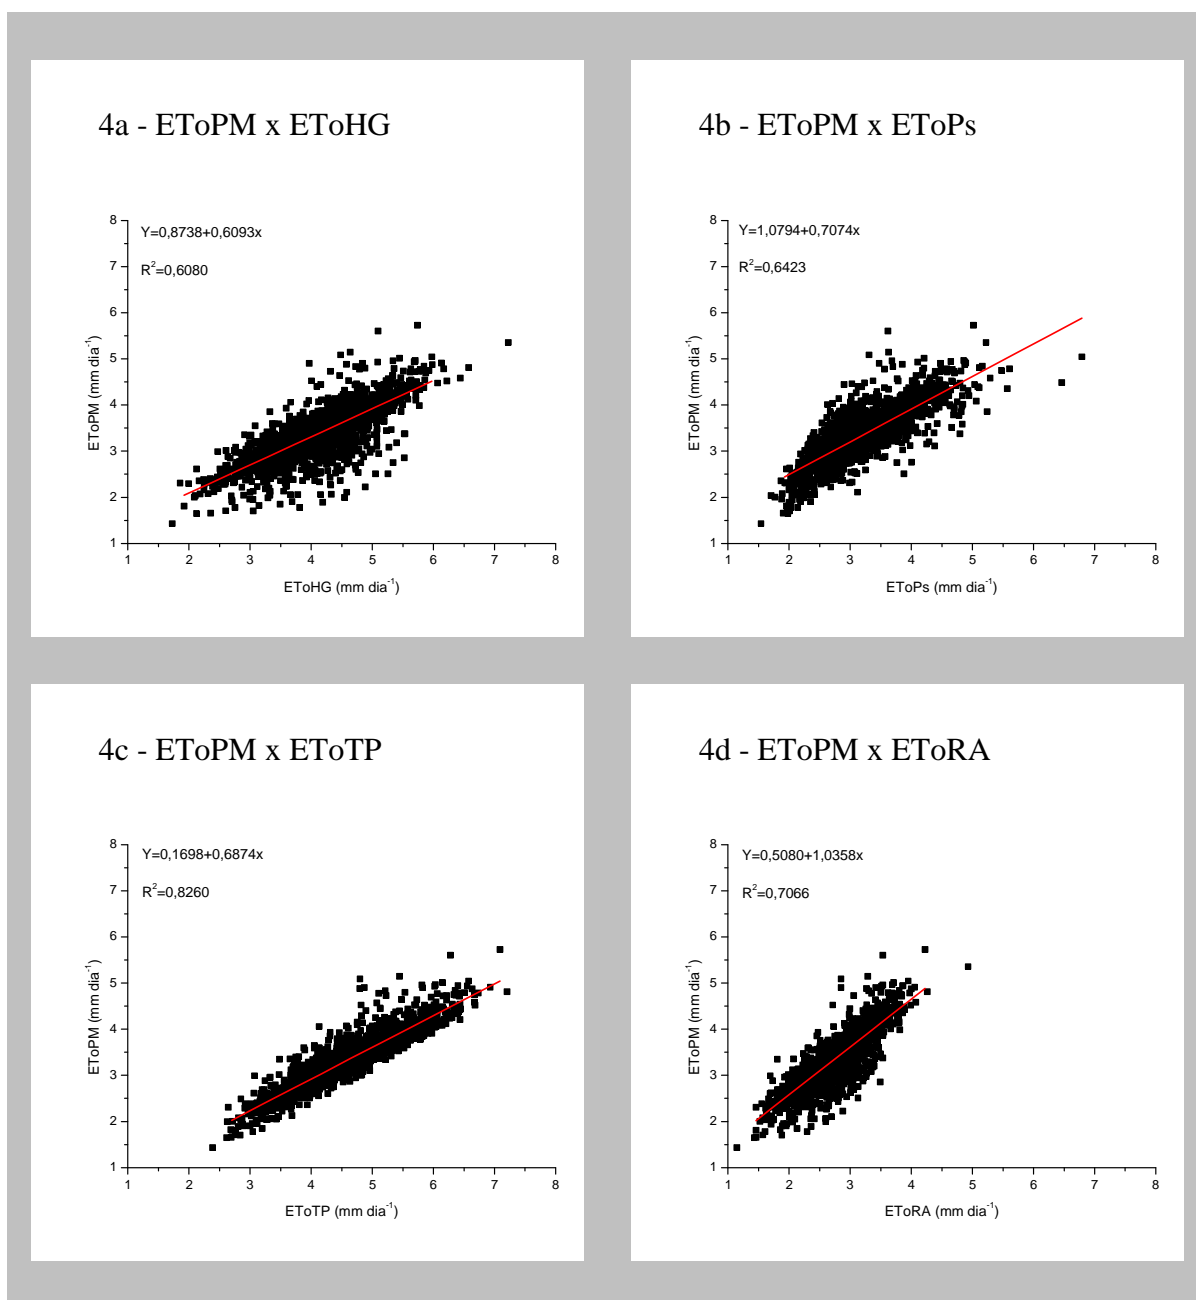 4a - EToPM x EToHG
Y=0,8738+0,6093x
R²=0,6080
8
7
6
5
4
3
2
1
EToPM (mm dia⁻¹)
1 2 3 4 5 6 7 8
EToHG (mm dia⁻¹)
4b - EToPM x EToPs
Y=1,0794+0,7074x
R²=0,6423
8
7
6
5
4
3
2
1
EToPM (mm dia⁻¹)
1 2 3 4 5 6 7 8
EToPs (mm dia⁻¹)
4c - EToPM x EToTP
Y=0,1698+0,6874x
R²=0,8260
8
7
6
5
4
3
2
1
EToPM (mm dia⁻¹)
1 2 3 4 5 6 7 8
EToTP (mm dia⁻¹)
4d - EToPM x EToRA
Y=0,5080+1,0358x
R²=0,7066
8
7
6
5
4
3
2
1
EToPM (mm dia⁻¹)
1 2 3 4 5 6 7 8
EToRA (mm dia⁻¹)